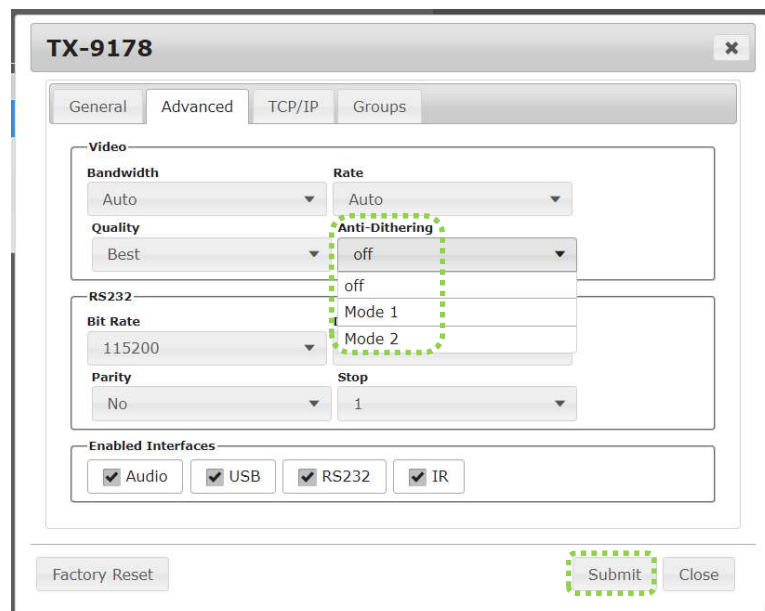 TX-9178
General Advanced TCP/IP Groups
Video
Bandwidth Rate
Auto Auto
Quality Anti-Dithering
Best off
off
RS232
Mode 1
Bit Rate
Mode 2
115200
Parity Stop
No 1
Enabled Interfaces
Audio USB RS232 IR
Factory Reset Submit Close